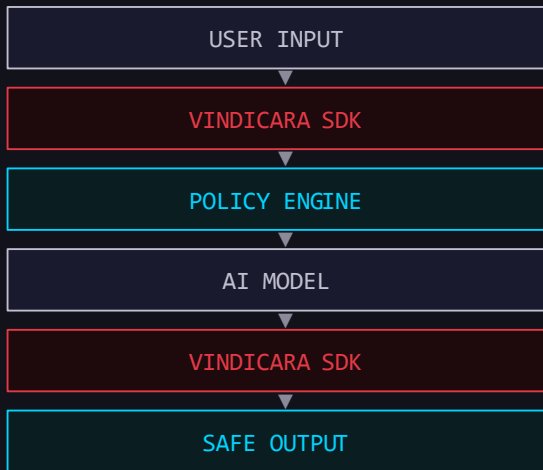 USER INPUT
VINDICARA SDK
POLICY ENGINE
AI MODEL
VINDICARA SDK
SAFE OUTPUT